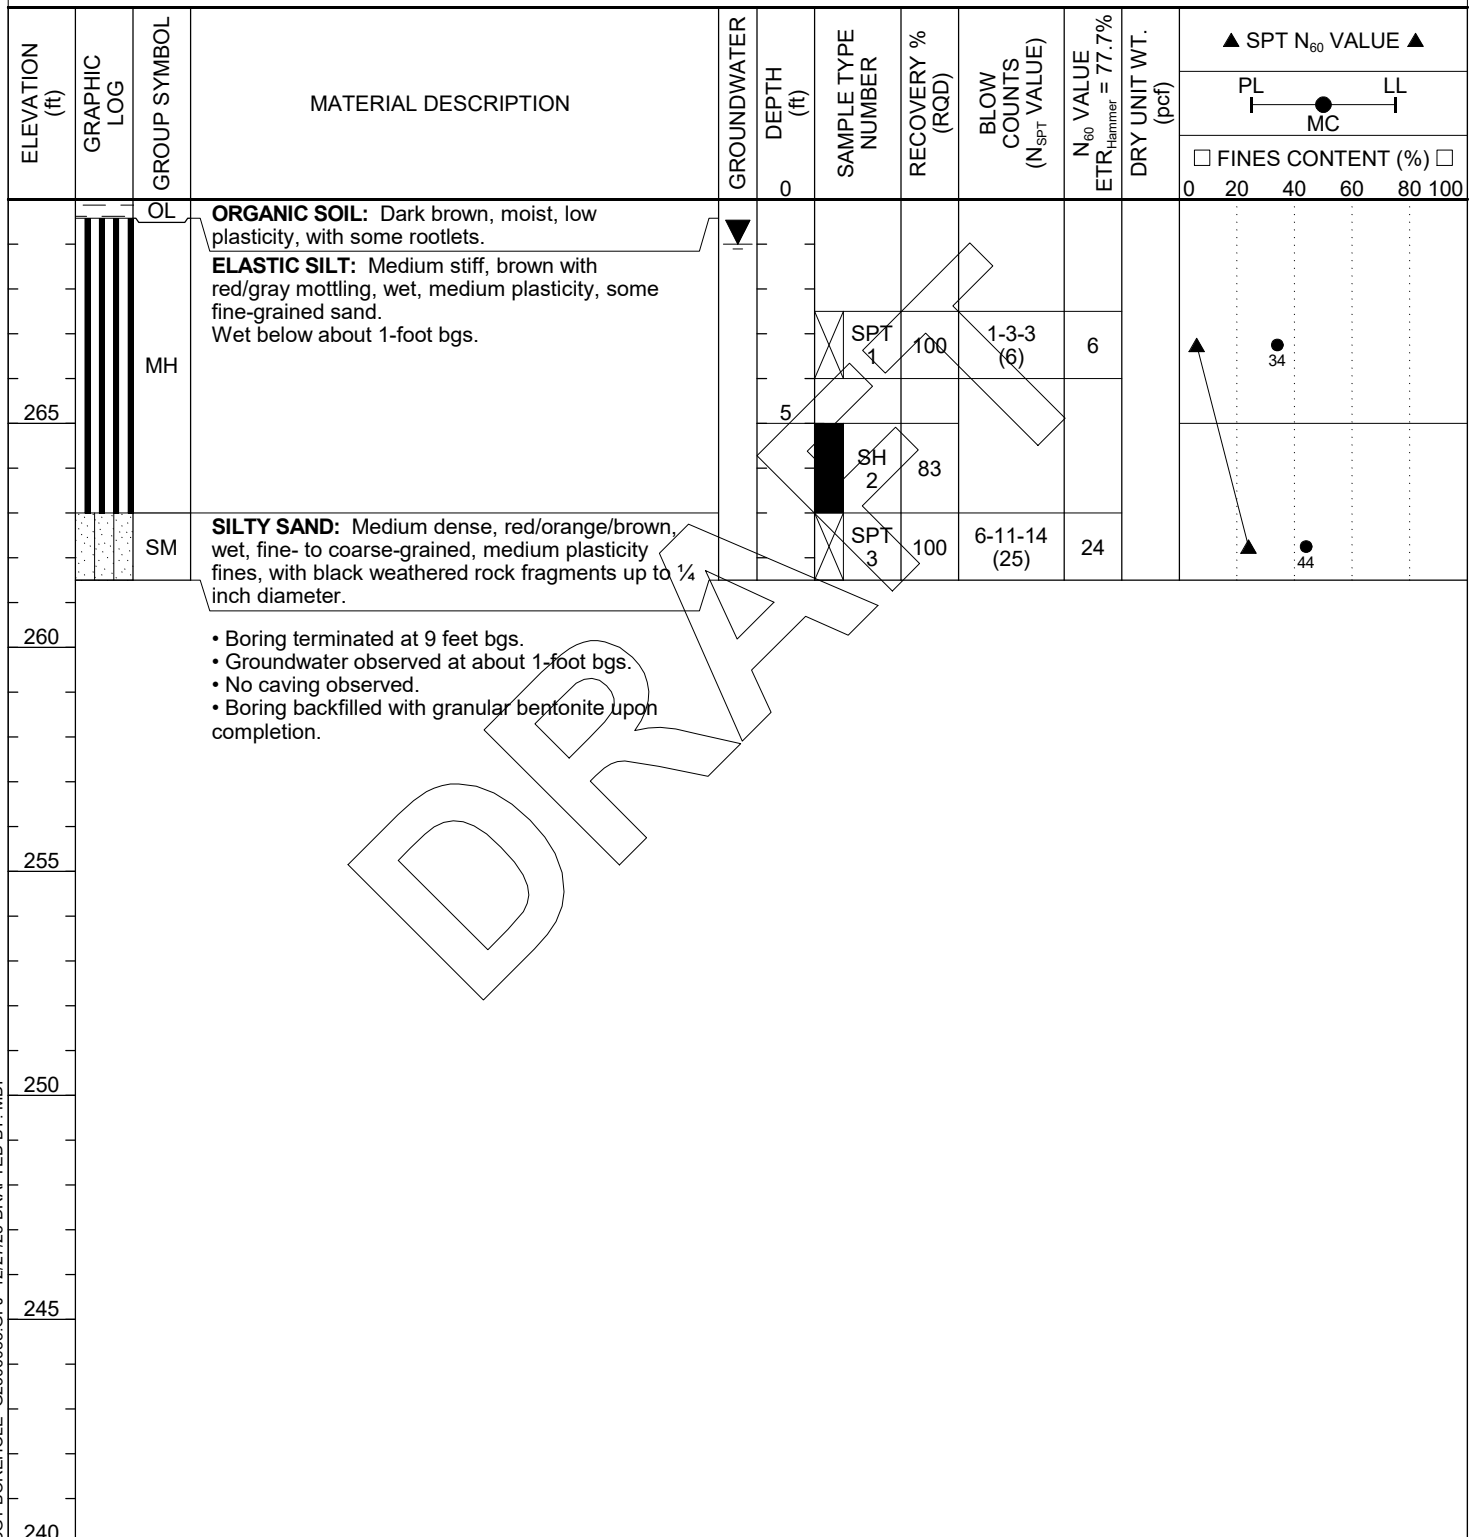 ELEVATION
(ft)
GRAPHIC
LOG
GROUP SYMBOL
MATERIAL DESCRIPTION
GROUNDWATER
DEPTH
(ft)
0
SAMPLE TYPE
NUMBER
RECOVERY %
(RQD)
BLOW
COUNTS
(NSPT VALUE)
N60 VALUE
ETRHammer = 77.7%
DRY UNIT WT.
(pcf)
▲ SPT N60 VALUE ▲
PL LL
MC
□ FINES CONTENT (%) □
0 20 40 60 80 100
OL
ORGANIC SOIL: Dark brown, moist, low
plasticity, with some rootlets.
ELASTIC SILT: Medium stiff, brown with
red/gray mottling, wet, medium plasticity, some
fine-grained sand.
Wet below about 1-foot bgs.
MH
SPT
1
100
1-3-3
(6)
6
34
265
5
SH
2
83
SILTY SAND: Medium dense, red/orange/brown,
wet, fine- to coarse-grained, medium plasticity
fines, with black weathered rock fragments up to ¼
inch diameter.
SM
SPT
3
100
6-11-14
(25)
24
44
260
• Boring terminated at 9 feet bgs.
• Groundwater observed at about 1-foot bgs.
• No caving observed.
• Boring backfilled with granular bentonite upon
completion.
255
250
245
240
DRAFT